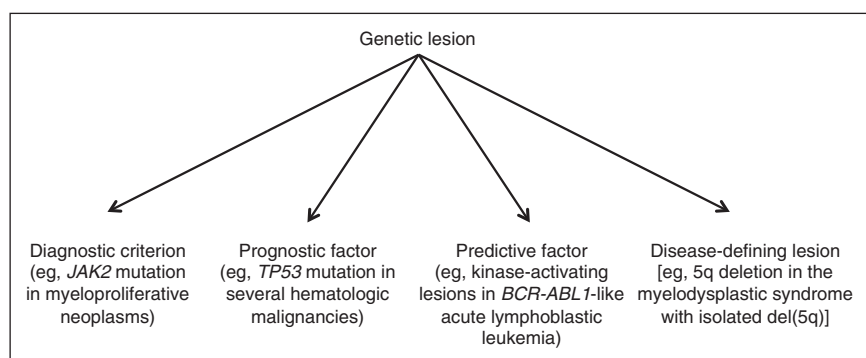 Genetic lesion
Diagnostic criterion
(eg, JAK2 mutation
in myeloproliferative
neoplasms)
Prognostic factor
(eg, TP53 mutation in
several hematologic
malignancies)
Predictive factor
(eg, kinase-activating
lesions in BCR-ABL1-like
acute lymphoblastic
leukemia)
Disease-defining lesion
[eg, 5q deletion in the
myelodysplastic syndrome
with isolated del(5q)]